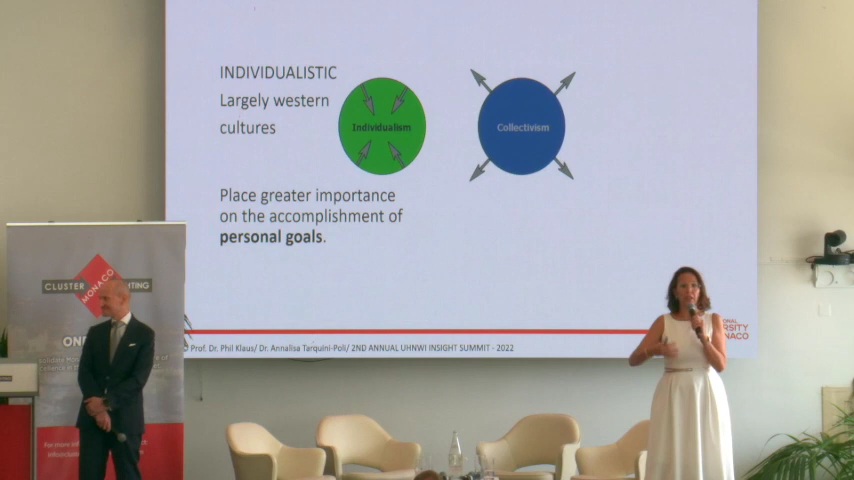 INDIVIDUALISTIC
Largely western
cultures
Individualism
Collectivism
Place greater importance
on the accomplishment of
personal goals.
Prof. Dr. Phil Klaus/ Dr. Annalisa Tarquini-Poli/ 2ND ANNUAL UHNWI INSIGHT SUMMIT - 2022
CLUSTER
MONACO